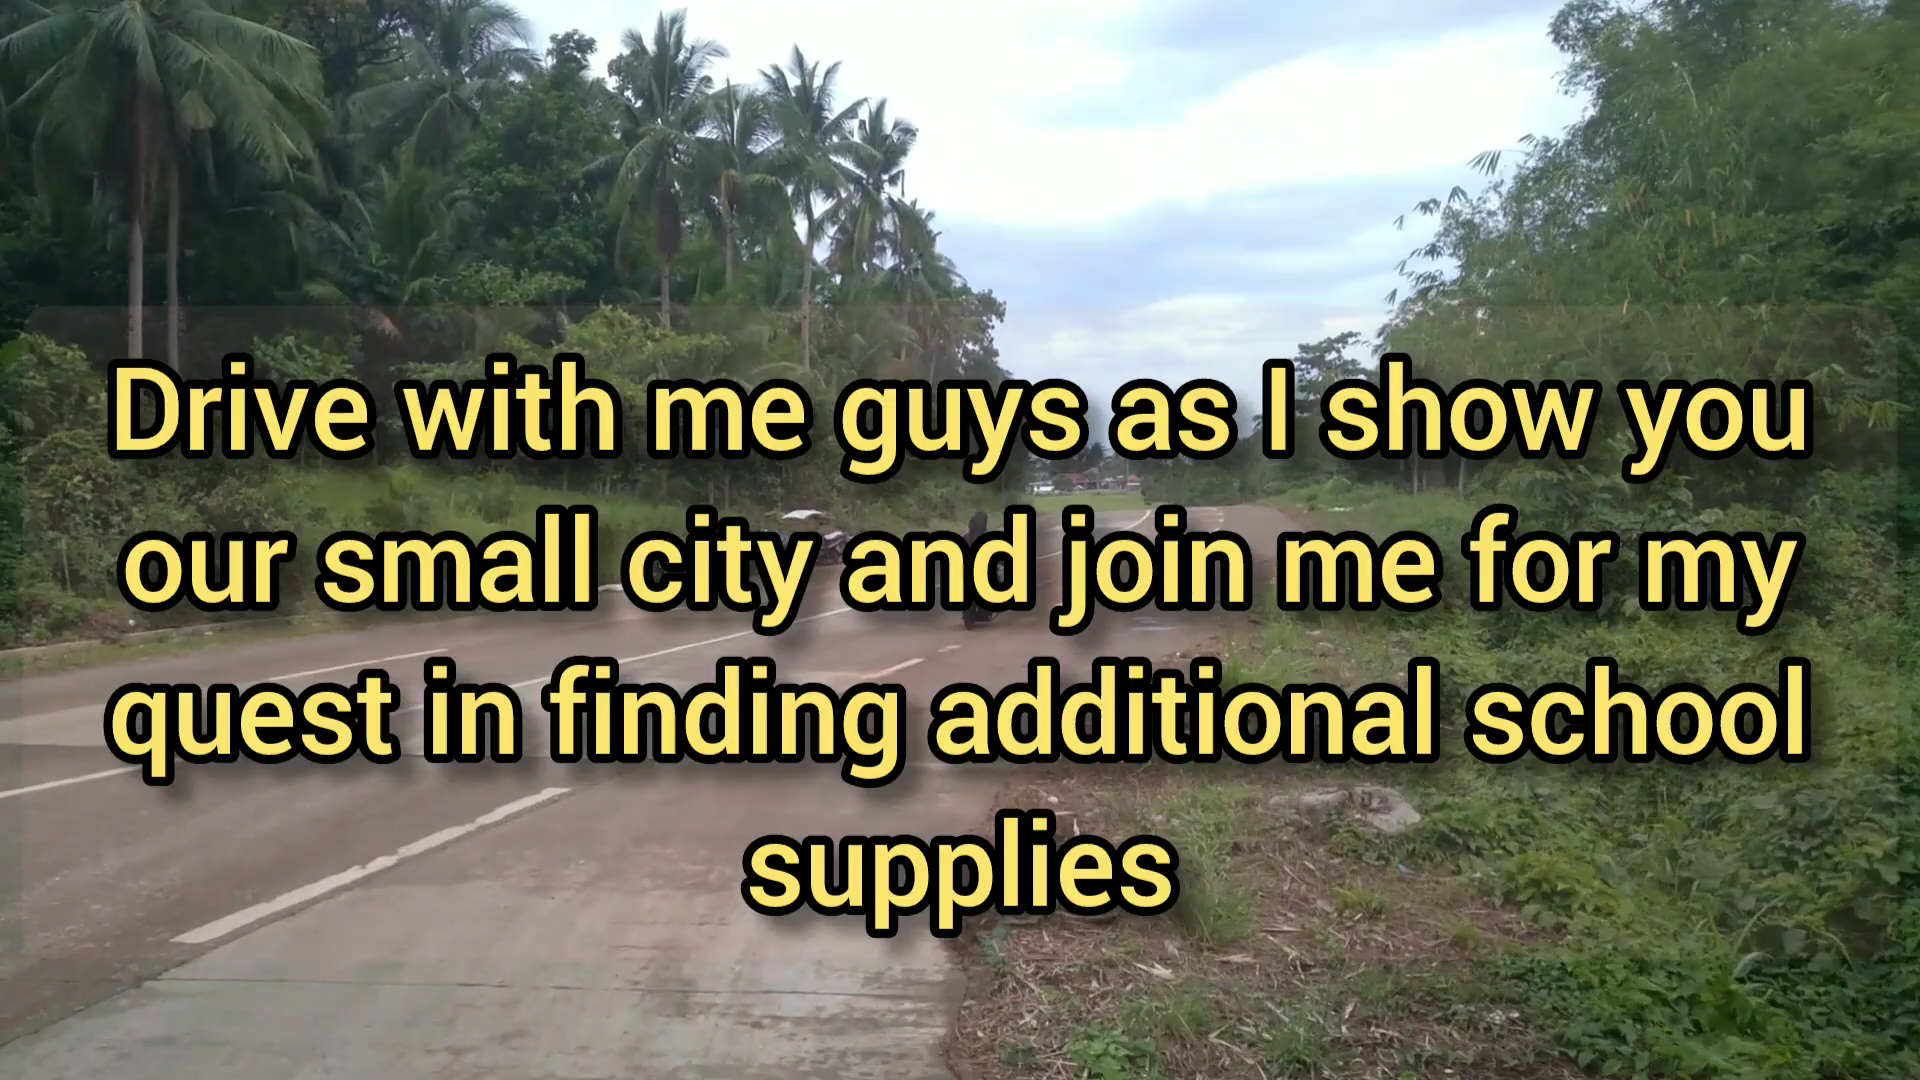 Drive with me guys as I show you
our small city and join me for my
quest in finding additional school
supplies